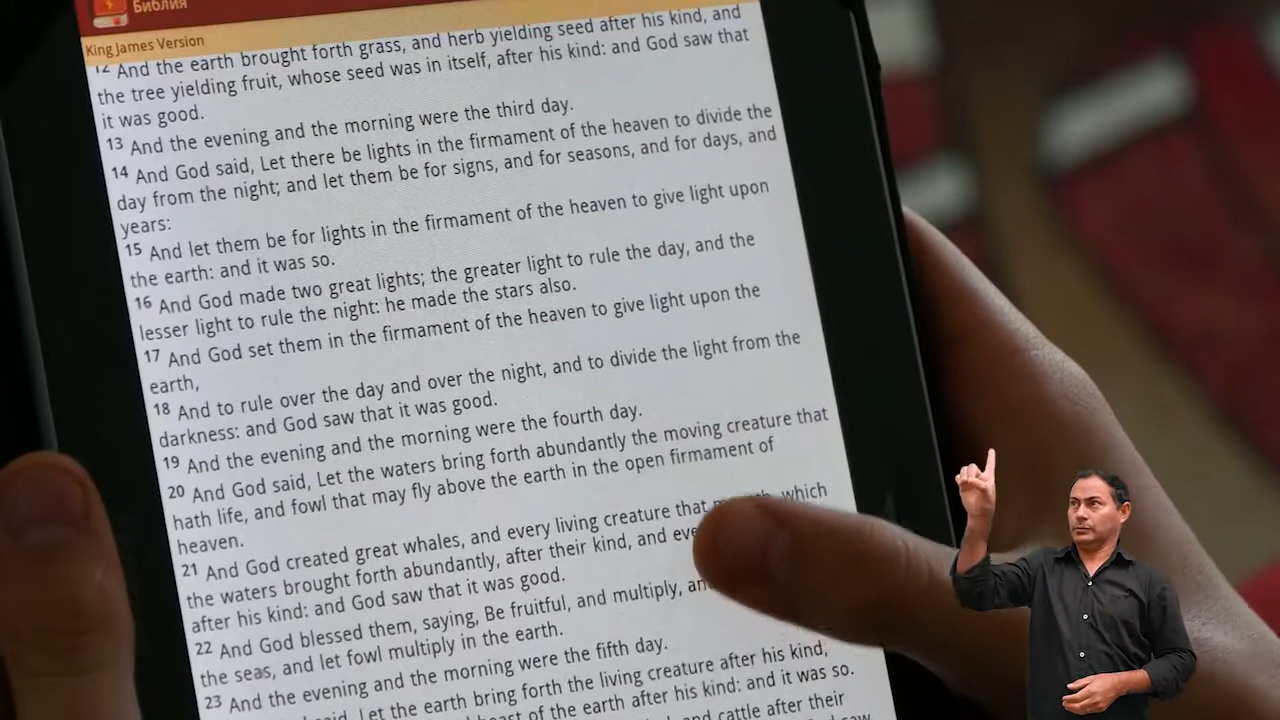 Библия
King James Version
12 And the earth brought forth grass, and herb yielding seed after his kind, and
the tree yielding fruit, whose seed was in itself, after his kind: and God saw that
it was good.
13 And the evening and the morning were the third day.
14 And God said, Let there be lights in the firmament of the heaven to divide the
day from the night; and let them be for signs, and for seasons, and for days, and
years:
15 And let them be for lights in the firmament of the heaven to give light upon
the earth: and it was so.
16 And God made two great lights; the greater light to rule the day, and the
lesser light to rule the night: he made the stars also.
17 And God set them in the firmament of the heaven to give light upon the
earth,
18 And to rule over the day and over the night, and to divide the light from the
darkness: and God saw that it was good.
19 And the evening and the morning were the fourth day.
20 And God said, Let the waters bring forth abundantly the moving creature that
hath life, and fowl that may fly above the earth in the open firmament of
heaven.
21 And God created great whales, and every living creature that which
the waters brought forth abundantly, after their kind, and
after his kind: and God saw that it was good.
22 And God blessed them, saying, Be fruitful, and multiply,
the seas, and let fowl multiply in the earth.
23 And the evening and the morning were the fifth day.
said, Let the earth bring forth the living creature after his kind,
beast of the earth after his kind: and it was so.
and cattle after their
saw